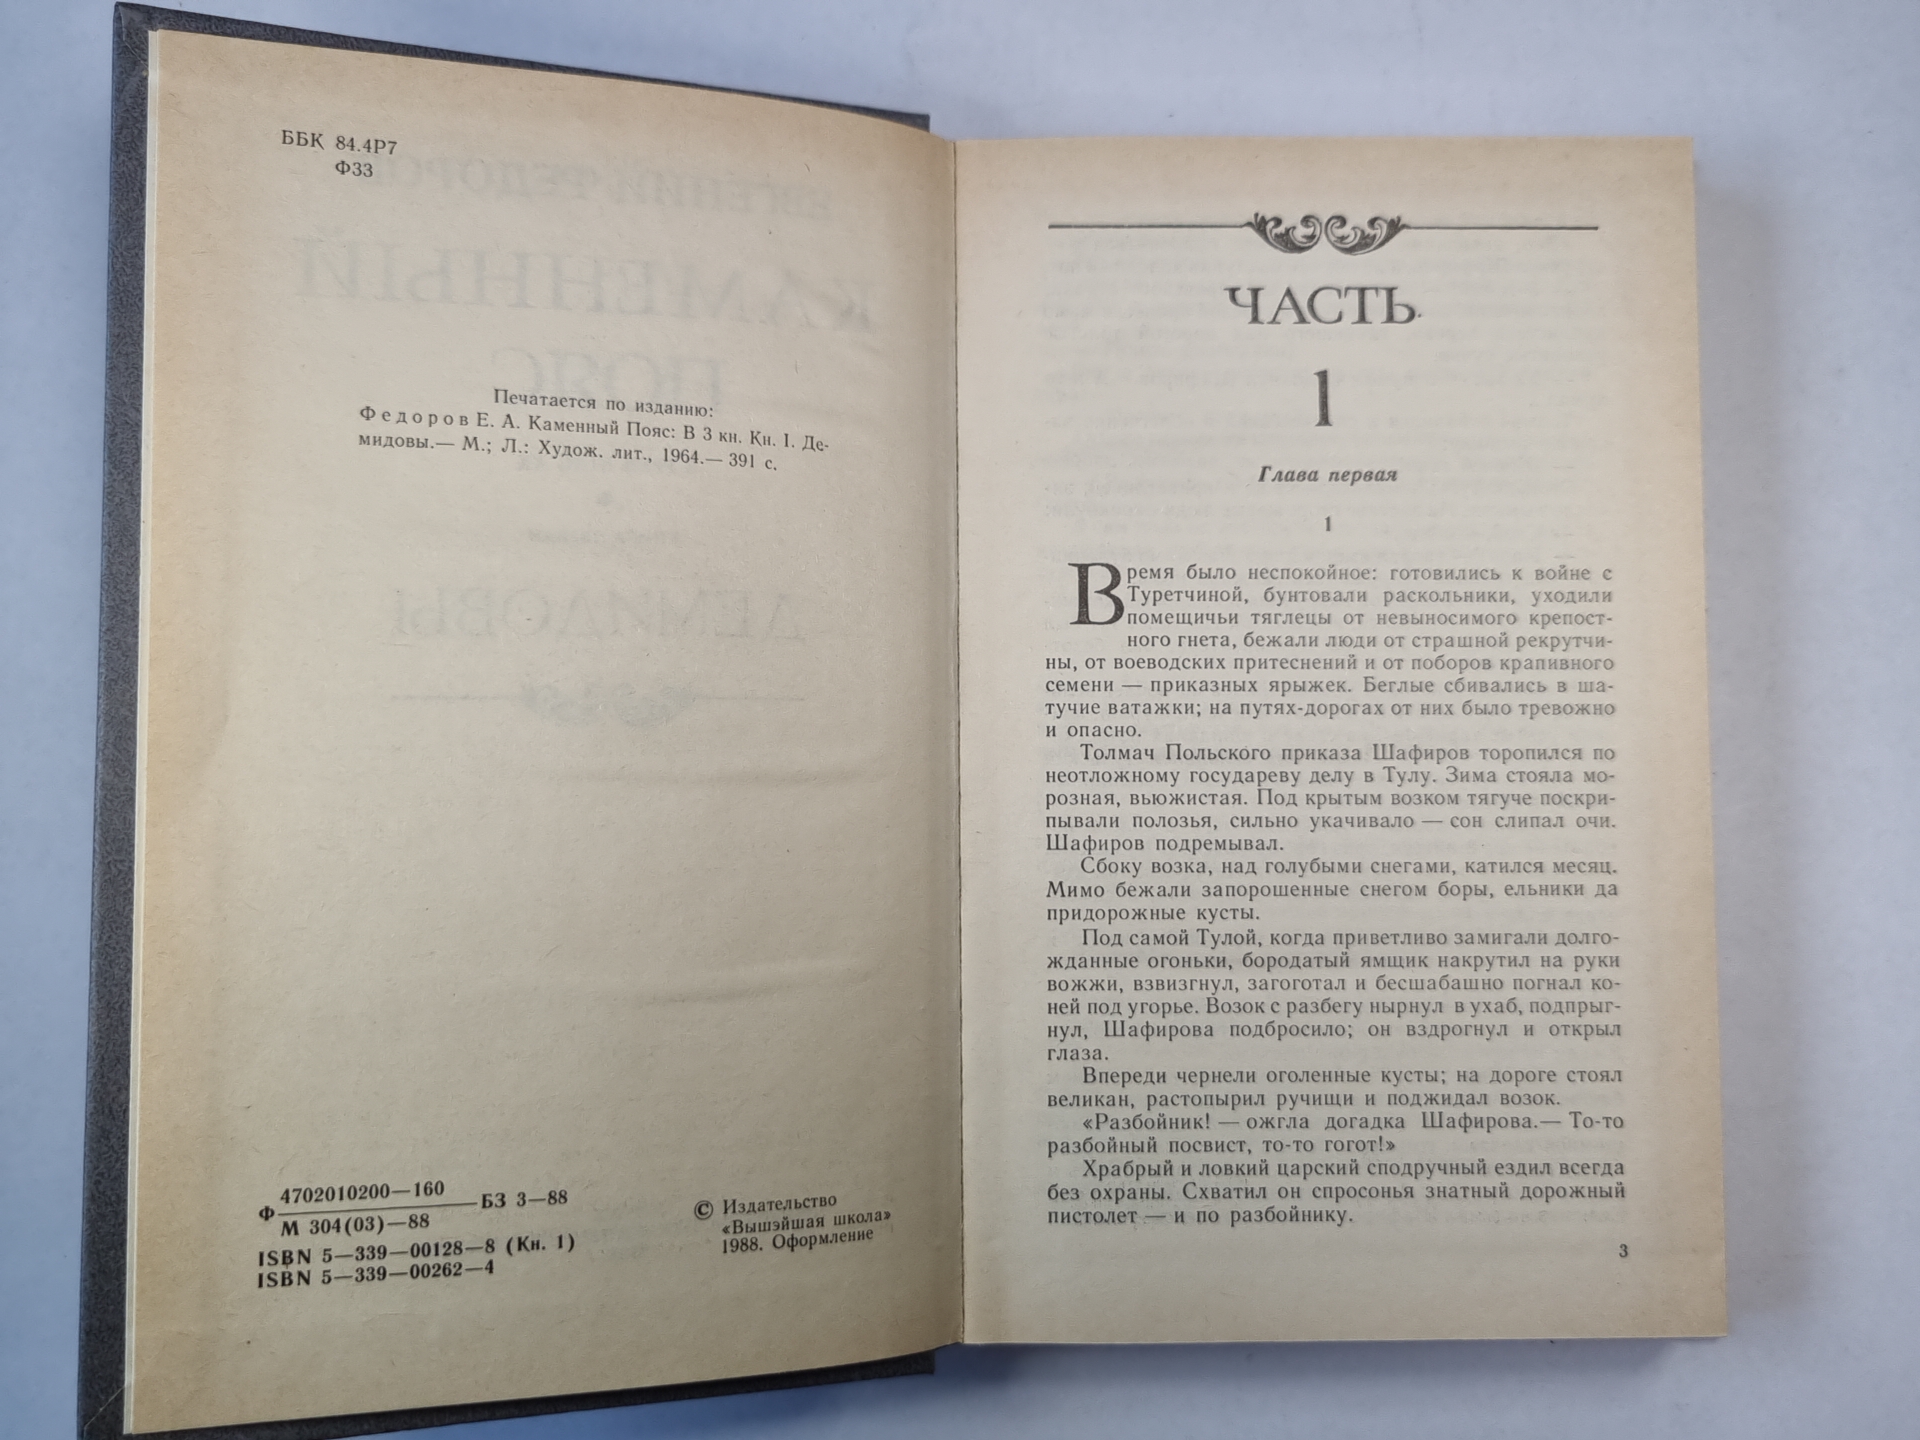 ББК 84.4Р7
Ф33
Печатается по изданию:
Федоров Е. А. Каменный Пояс: В 3 кн. Кн. I. Де-
мидовы.— М.; Л.: Худож. лит., 1964.— 391 с.
Ф 4702010200—160 БЗ 3—88
М 304(03)—88
ISBN 5—339—00128—8 (Кн. 1)
ISBN 5—339—00262—4
© Издательство
«Вышэйшая школа»
1988. Оформление
ЧАСТЬ
1
Глава первая
1
Время было неспокойное: готовились к войне с
Туретчиной, бунтовали раскольники, уходили
помещичьи тяглецы от невыносимого крепост-
ного гнета, бежали люди от страшной рекрутчи-
ны, от воеводских притеснений и от поборов крапивного
семени — приказных ярыжек. Беглые сбивались в ша-
тучие ватажки; на путях-дорогах от них было тревожно
и опасно.
Толмач Польского приказа Шафиров торопился по
неотложному государеву делу в Тулу. Зима стояла мо-
розная, вьюжистая. Под крытым возком тягуче поскри-
пывали полозья, сильно укачивало — сон слипал очи.
Шафиров подремывал.
Сбоку возка, над голубыми снегами, катился месяц.
Мимо бежали запорошенные снегом боры, ельники да
придорожные кусты.
Под самой Тулой, когда приветливо замигали долго-
жданные огоньки, бородатый ямщик накрутил на руки
вожжи, взвизгнул, загоготал и бесшабашно погнал ко-
ней под угорье. Возок с разбегу нырнул в ухаб, подпрыг-
нул, Шафирова подбросило; он вздрогнул и открыл
глаза.
Впереди чернели оголенные кусты; на дороге стоял
великан, растопырил ручищи и поджидал возок.
«Разбойник! — ожгла догадка Шафирова.— То-то
разбойный посвист, то-то гогот!»
Храбрый и ловкий царский сподручный ездил всегда
без охраны. Схватил он спросонья знатный дорожный
пистолет — и по разбойнику.
3